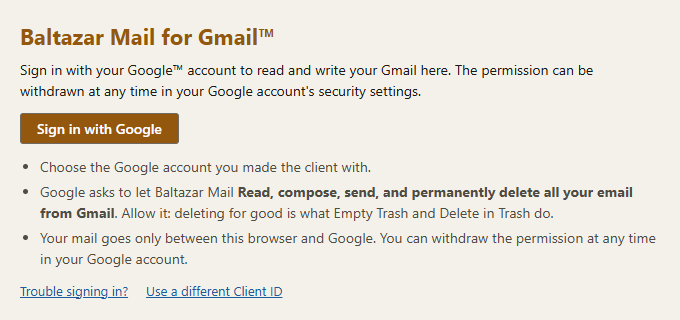 Baltazar Mail for Gmail™
Sign in with your Google™ account to read and write your Gmail here. The permission can be
withdrawn at any time in your Google account's security settings.
Sign in with Google
• Choose the Google account you made the client with.
• Google asks to let Baltazar Mail Read, compose, send, and permanently delete all your email
from Gmail. Allow it: deleting for good is what Empty Trash and Delete in Trash do.
• Your mail goes only between this browser and Google. You can withdraw the permission at any time
in your Google account.
Trouble signing in? Use a different Client ID